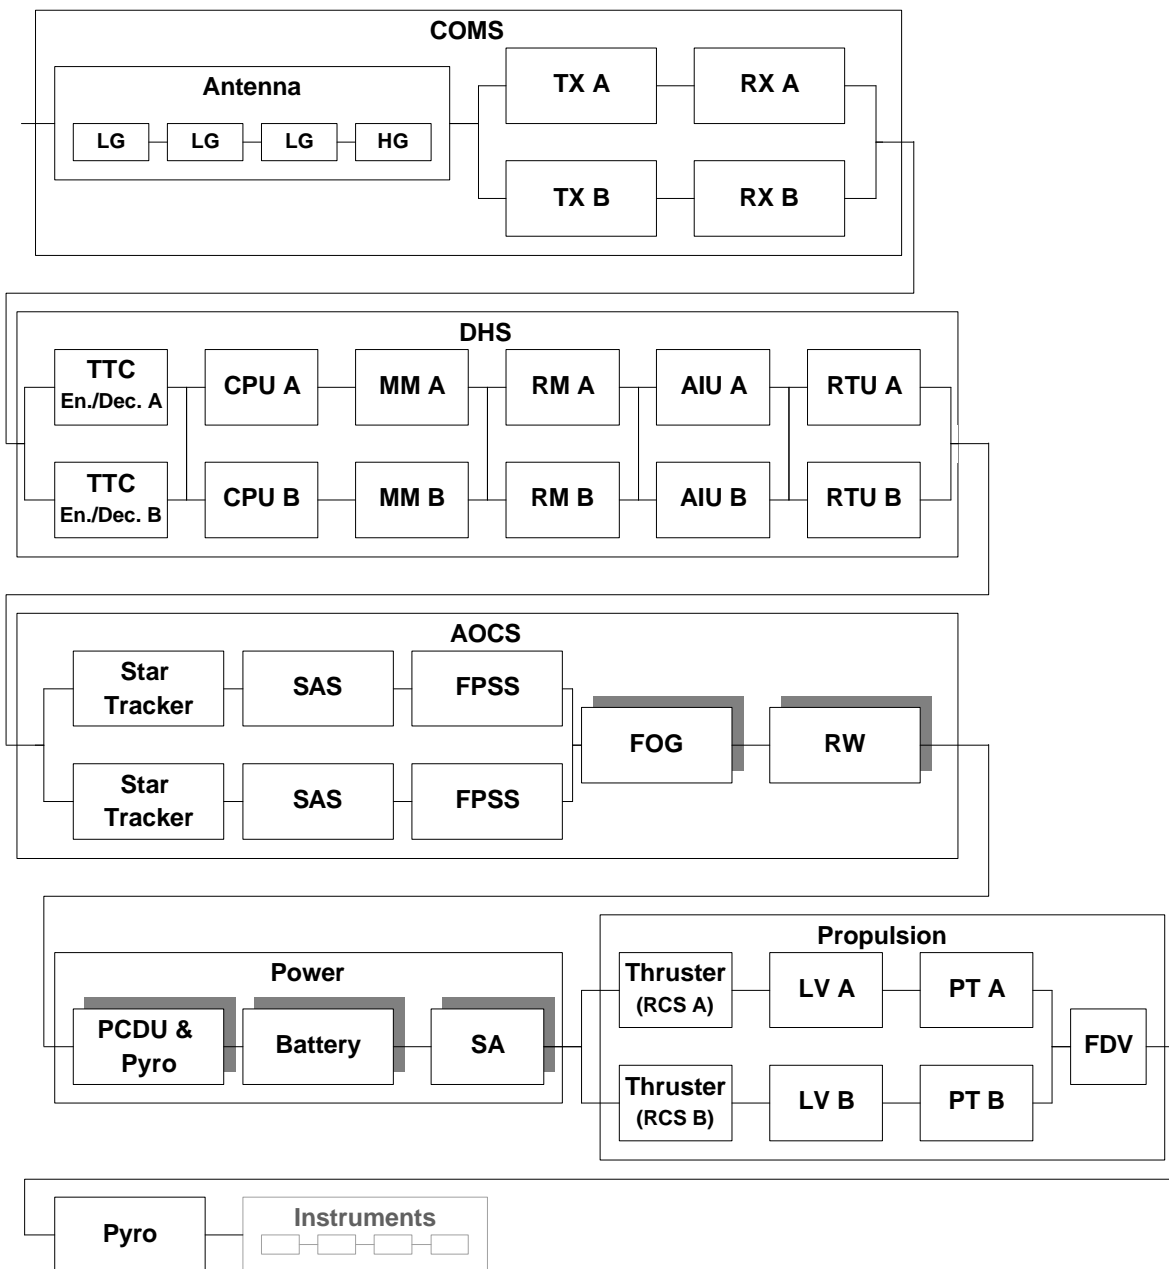 COMS
Antenna
LG LG LG HG
TX A RX A
TX B RX B
DHS
TTC
En./Dec. A
CPU A MM A RM A AIU A RTU A
TTC
En./Dec. B
CPU B MM B RM B AIU B RTU B
AOCS
Star
Tracker
SAS FPSS
Star
Tracker
SAS FPSS
FOG RW
Power
PCDU &
Pyro
Battery SA
Propulsion
Thruster
(RCS A)
LV A PT A
Thruster
(RCS B)
LV B PT B
FDV
Pyro
Instruments